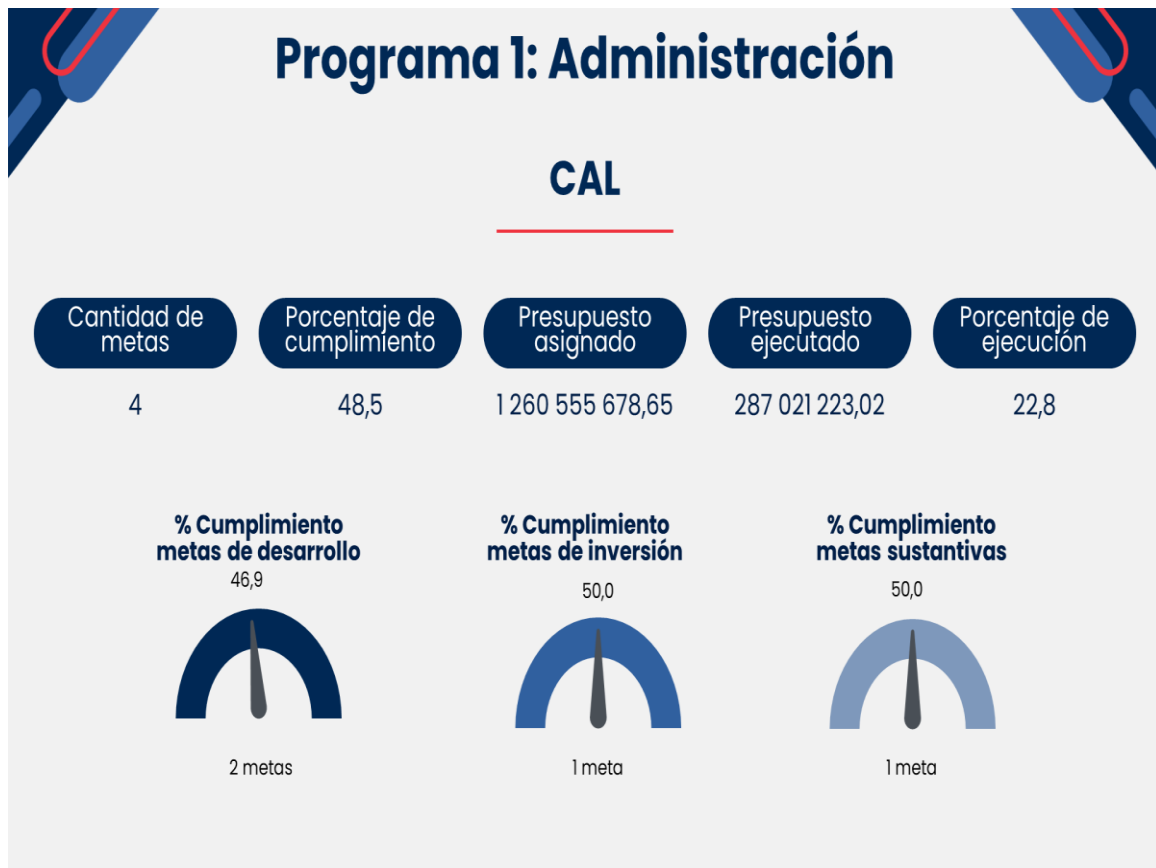 Programa 1: Administración
CAL
Cantidad de
metas
4
Porcentaje de
cumplimiento
48,5
Presupuesto
asignado
1 260 555 678,65
Presupuesto
ejecutado
287 021 223,02
Porcentaje de
ejecución
22,8
% Cumplimiento
metas de desarrollo
46,9
2 metas
% Cumplimiento
metas de inversión
50,0
1 meta
% Cumplimiento
metas sustantivas
50,0
1 meta